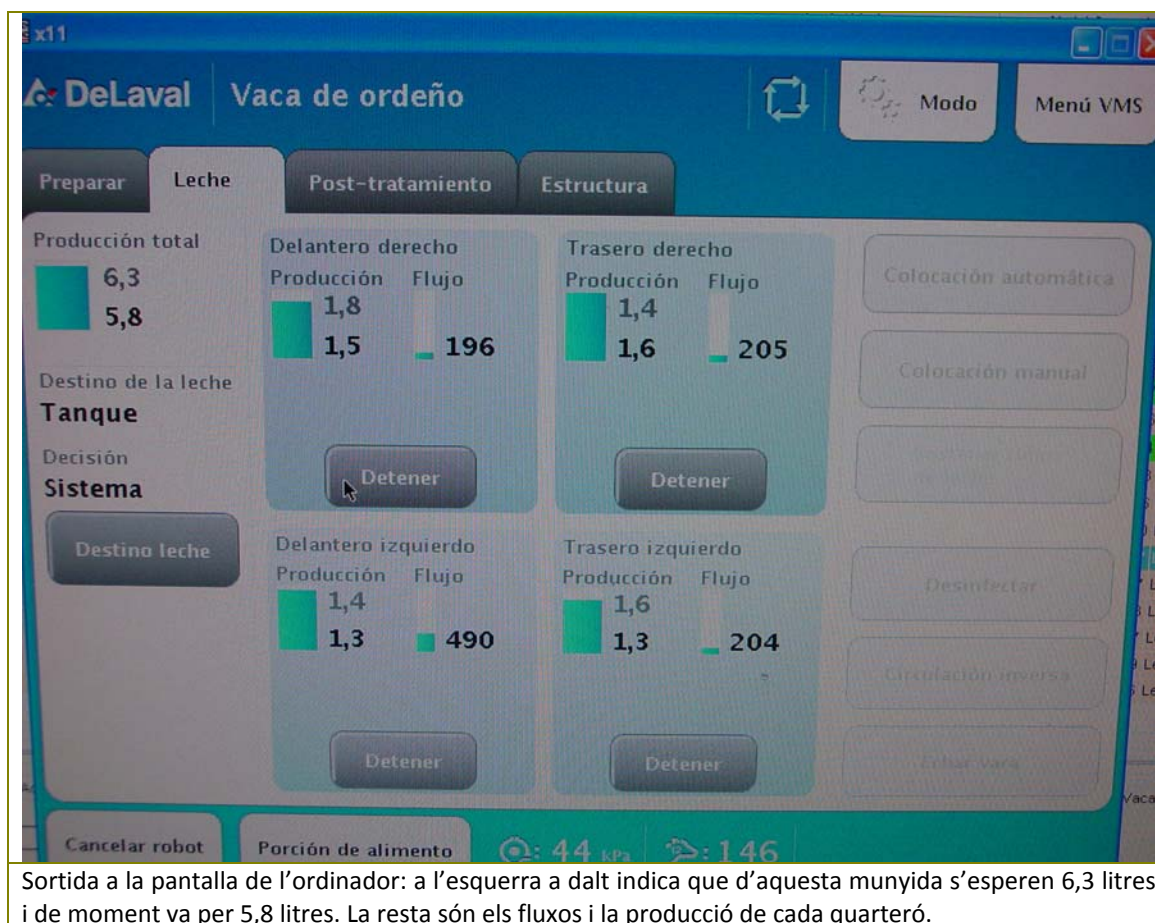 x11
DeLaval
Vaca de ordeño
Modo
Menú VMS
Preparar
Leche
Post-tratamiento
Estructura
Producción total
6,3
5,8
Destino de la leche
Tanque
Decisión
Sistema
Destino leche
Delantero derecho
Producción Flujo
1,8
1,5 196
Detener
Trasero derecho
Producción Flujo
1,4
1,6 205
Detener
Delantero izquierdo
Producción Flujo
1,4
1,3 490
Detener
Trasero izquierdo
Producción Flujo
1,6
1,3 204
Detener
Colocación automática
Colocación manual
Desinfectar
Circulación inversa
Echar vara
Cancelar robot
Porción de alimento
: 44 kPa
: 146
Sortida a la pantalla de l’ordinador: a l’esquerra a dalt indica que d’aquesta munyida s’esperen 6,3 litres
i de moment va per 5,8 litres. La resta són els fluxos i la producció de cada quarteró.